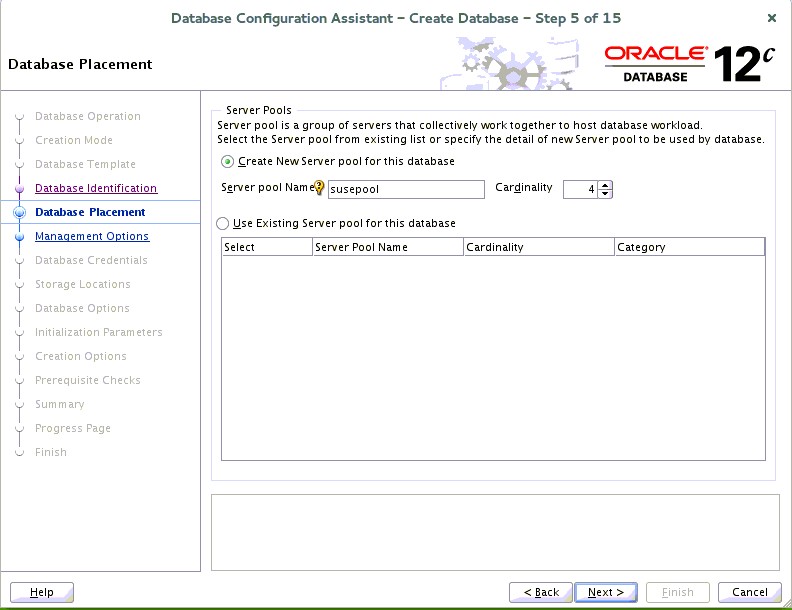 Database Configuration Assistant - Create Database - Step 5 of 15
Database Placement
ORACLE®
DATABASE
12c
Database Operation
Creation Mode
Database Template
Database Identification
Database Placement
Management Options
Database Credentials
Storage Locations
Database Options
Initialization Parameters
Creation Options
Prerequisite Checks
Summary
Progress Page
Finish
Server Pools
Server pool is a group of servers that collectively work together to host database workload.
Select the Server pool from existing list or specify the detail of new Server pool to be used by database.
Create New Server pool for this database
Server pool Name susepool Cardinality 4
Use Existing Server pool for this database
Select Server Pool Name Cardinality Category
Help < Back Next > Finish Cancel